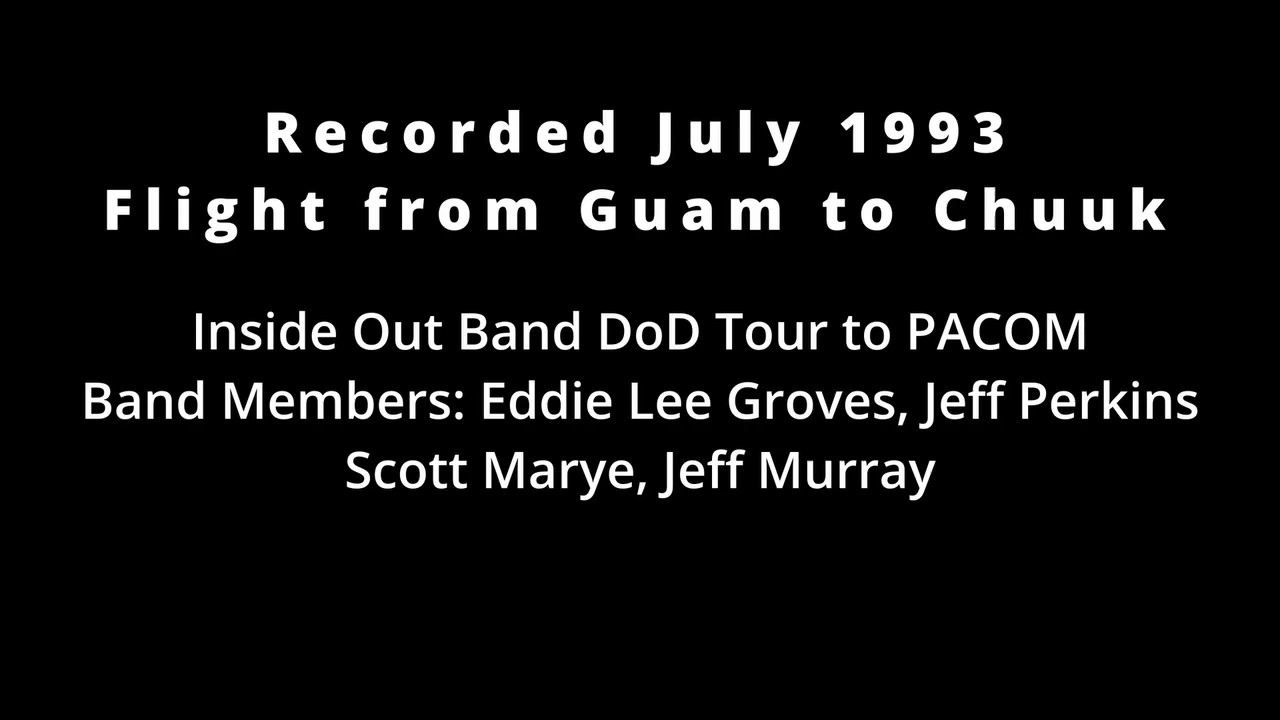 Recorded July 1993
Flight from Guam to Chuuk
Inside Out Band DoD Tour to PACOM
Band Members: Eddie Lee Groves, Jeff Perkins
Scott Marye, Jeff Murray